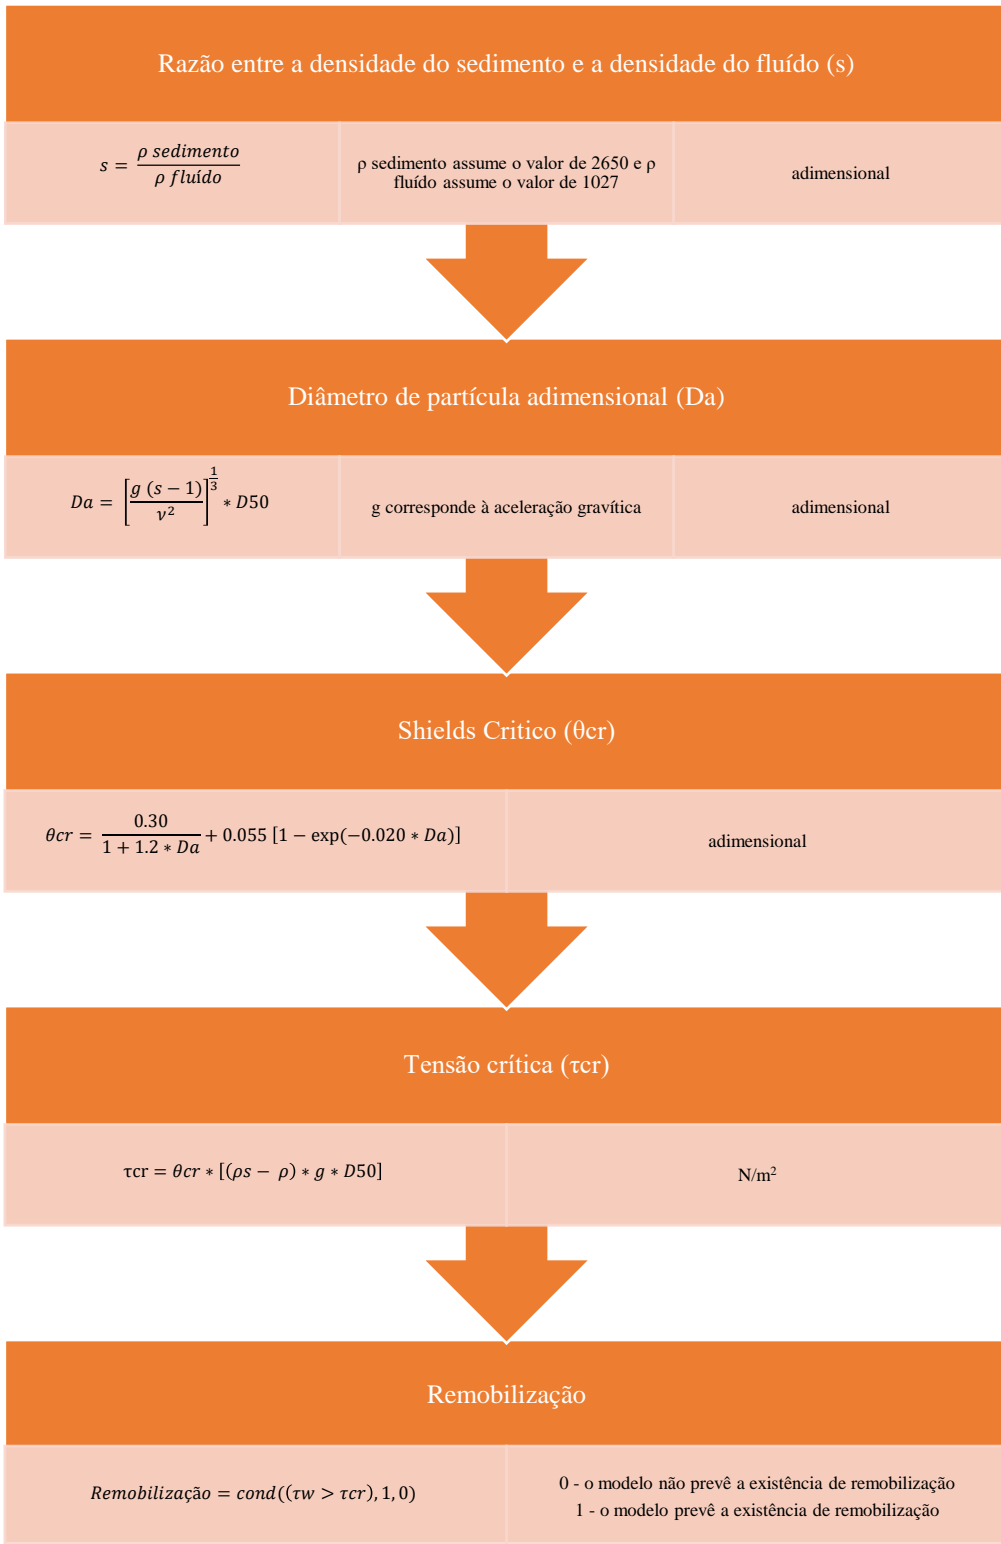 Razão entre a densidade do sedimento e a densidade do fluído (s)
s = ρ sedimento / ρ fluído
ρ sedimento assume o valor de 2650 e ρ
fluído assume o valor de 1027
adimensional
Diâmetro de partícula adimensional (Da)
Da = [g (s − 1) / ν²]^(1/3) * D50
g corresponde à aceleração gravítica
adimensional
Shields Critico (θcr)
θcr = 0.30 / (1 + 1.2 * Da) + 0.055 [1 − exp(−0.020 * Da)]
adimensional
Tensão crítica (τcr)
τcr = θcr * [(ρs − ρ) * g * D50]
N/m²
Remobilização
Remobilização = cond((τw > τcr), 1, 0)
0 - o modelo não prevê a existência de remobilização
1 - o modelo prevê a existência de remobilização